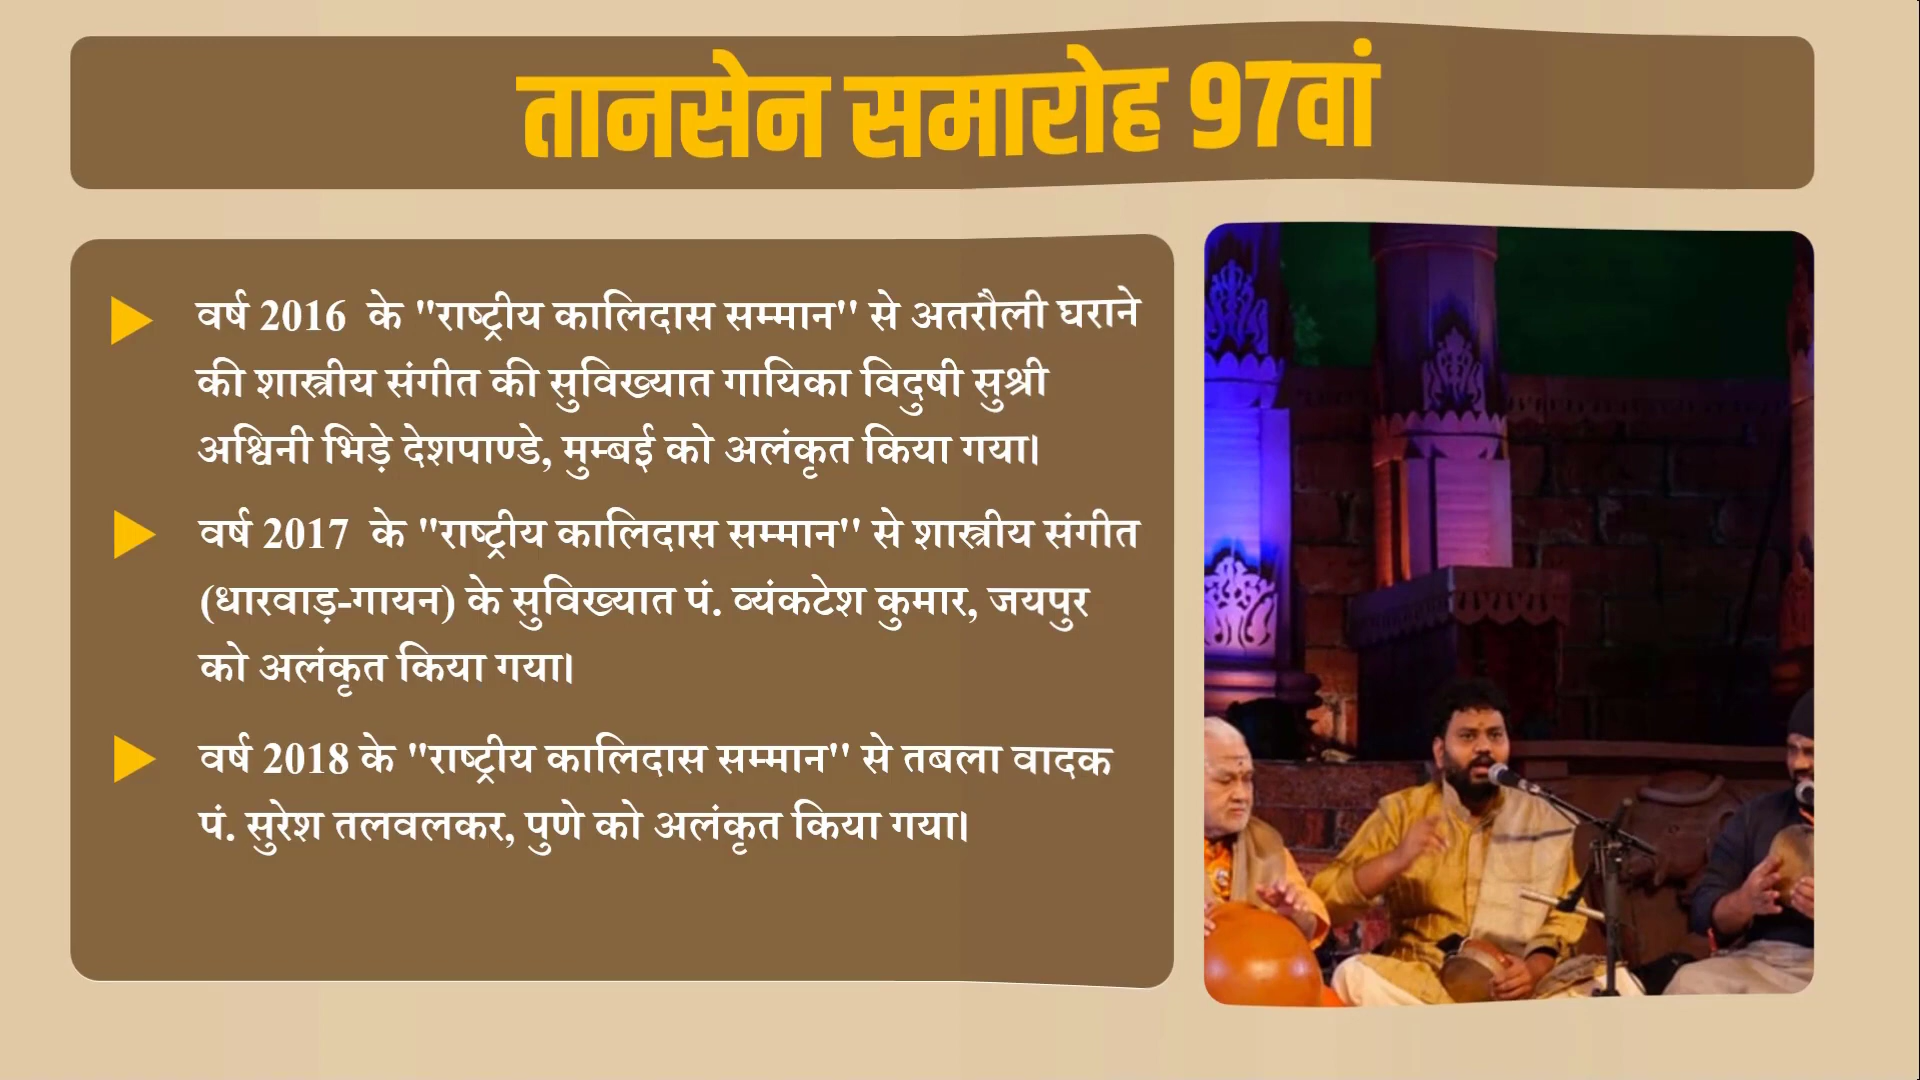 तानसेन समारोह 97वां
वर्ष 2016 के "राष्ट्रीय कालिदास सम्मान'' से अतरौली घराने
की शास्त्रीय संगीत की सुविख्यात गायिका विदुषी सुश्री
अश्विनी भिड़े देशपाण्डे, मुम्बई को अलंकृत किया गया।
वर्ष 2017 के "राष्ट्रीय कालिदास सम्मान'' से शास्त्रीय संगीत
(धारवाड़-गायन) के सुविख्यात पं. व्यंकटेश कुमार, जयपुर
को अलंकृत किया गया।
वर्ष 2018 के "राष्ट्रीय कालिदास सम्मान'' से तबला वादक
पं. सुरेश तलवलकर, पुणे को अलंकृत किया गया।